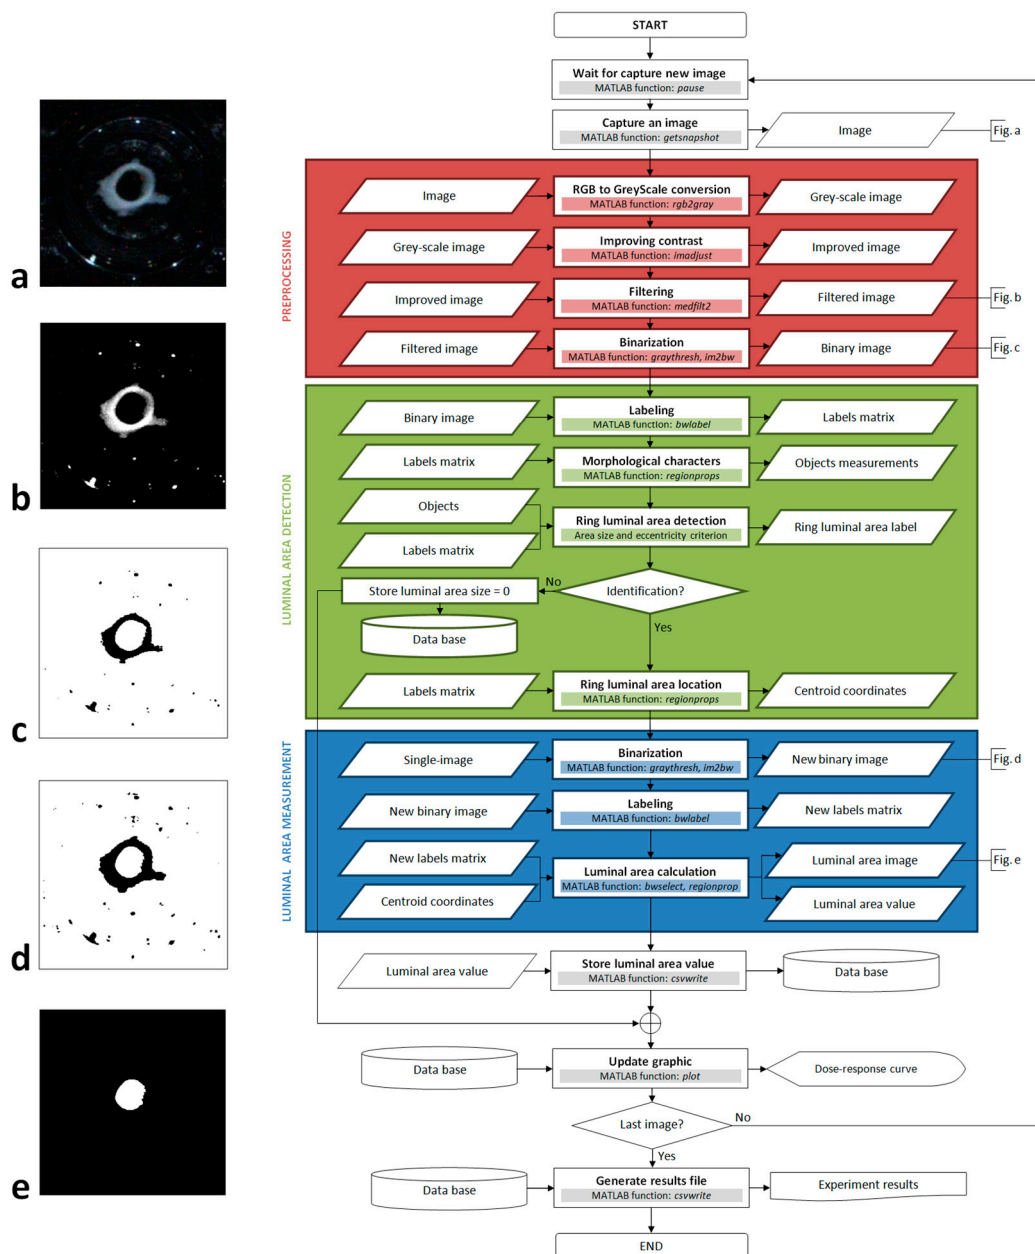 START
Wait for capture new image
MATLAB function: pause
Capture an image
MATLAB function: getsnapshot
Image
Fig. a
a
PREPROCESSING
Image
RGB to GreyScale conversion
MATLAB function: rgb2gray
Grey-scale image
Grey-scale image
Improving contrast
MATLAB function: imadjust
Improved image
Improved image
Filtering
MATLAB function: medfilt2
Filtered image
Fig. b
Filtered image
Binarization
MATLAB function: graythresh, im2bw
Binary image
Fig. c
b
LUMINAL AREA DETECTION
Binary image
Labeling
MATLAB function: bwlabel
Labels matrix
Labels matrix
Morphological characters
MATLAB function: regionprops
Objects measurements
Objects
Labels matrix
Ring luminal area detection
Area size and eccentricity criterion
Ring luminal area label
Identification?
No
Store luminal area size = 0
Data base
Yes
Labels matrix
Ring luminal area location
MATLAB function: regionprops
Centroid coordinates
c
LUMINAL AREA MEASUREMENT
Single-image
Binarization
MATLAB function: graythresh, im2bw
New binary image
Fig. d
New binary image
Labeling
MATLAB function: bwlabel
New labels matrix
New labels matrix
Centroid coordinates
Luminal area calculation
MATLAB function: bwselect, regionprop
Luminal area image
Fig. e
Luminal area value
d
Luminal area value
Store luminal area value
MATLAB function: csvwrite
Data base
Data base
Update graphic
MATLAB function: plot
Dose-response curve
Last image?
No
Yes
e
Data base
Generate results file
MATLAB function: csvwrite
Experiment results
END